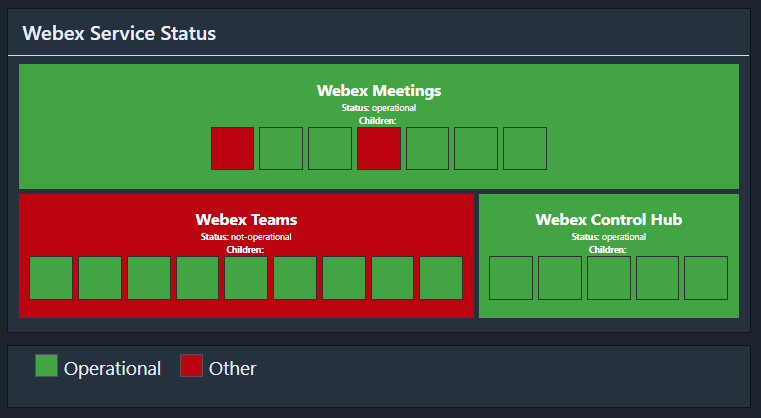 Webex Service Status
Webex Meetings
Status: operational
Children:
Webex Teams
Status: not-operational
Children:
Webex Control Hub
Status: operational
Children:
Operational
Other